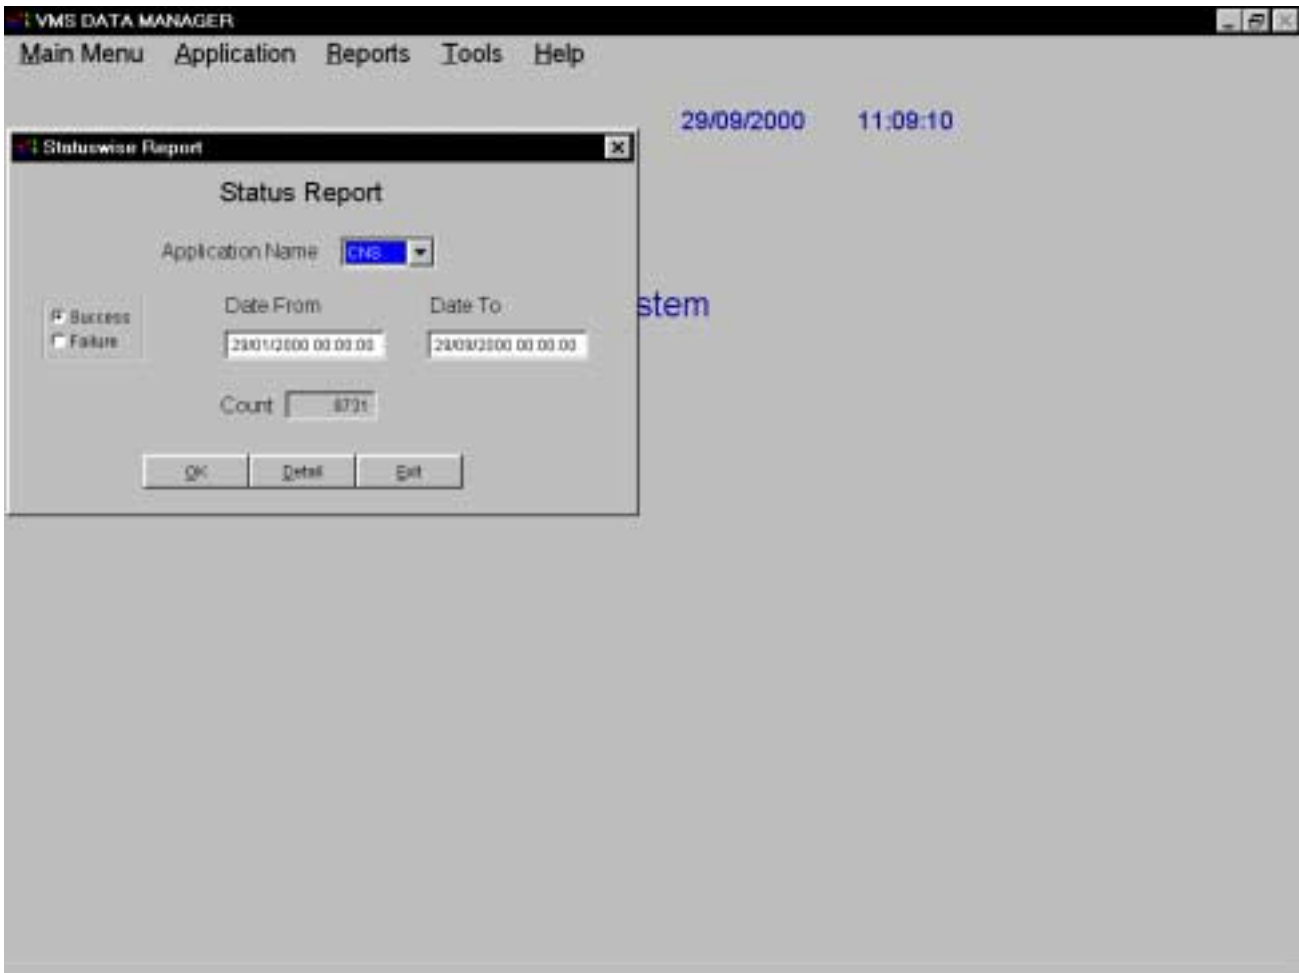 VMS DATA MANAGER
Main Menu Application Reports Tools Help
29/09/2000 11:09:10
Statuswise Report
Status Report
Application Name CNS
stem
Success
Failure
Date From Date To
29/01/2000 00:00:00 29/09/2000 00:00:00
Count 8731
OK Detail Exit